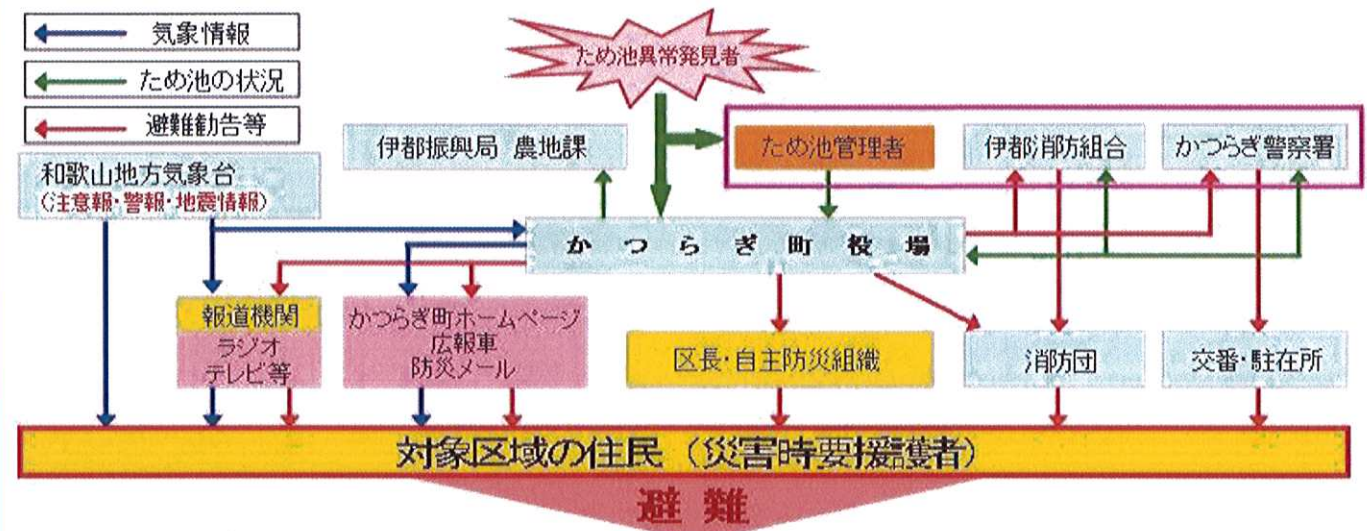 気象情報
ため池の状況
避難勧告等
ため池異常発見者
伊都振興局 農地課
ため池管理者
伊都消防組合
かつらぎ警察署
和歌山地方気象台
(注意報・警報・地震情報)
かつらぎ町役場
報道機関
ラジオ
テレビ等
かつらぎ町ホームページ
広報車
防災メール
区長・自主防災組織
消防団
交番・駐在所
対象区域の住民(災害時要援護者)
避難